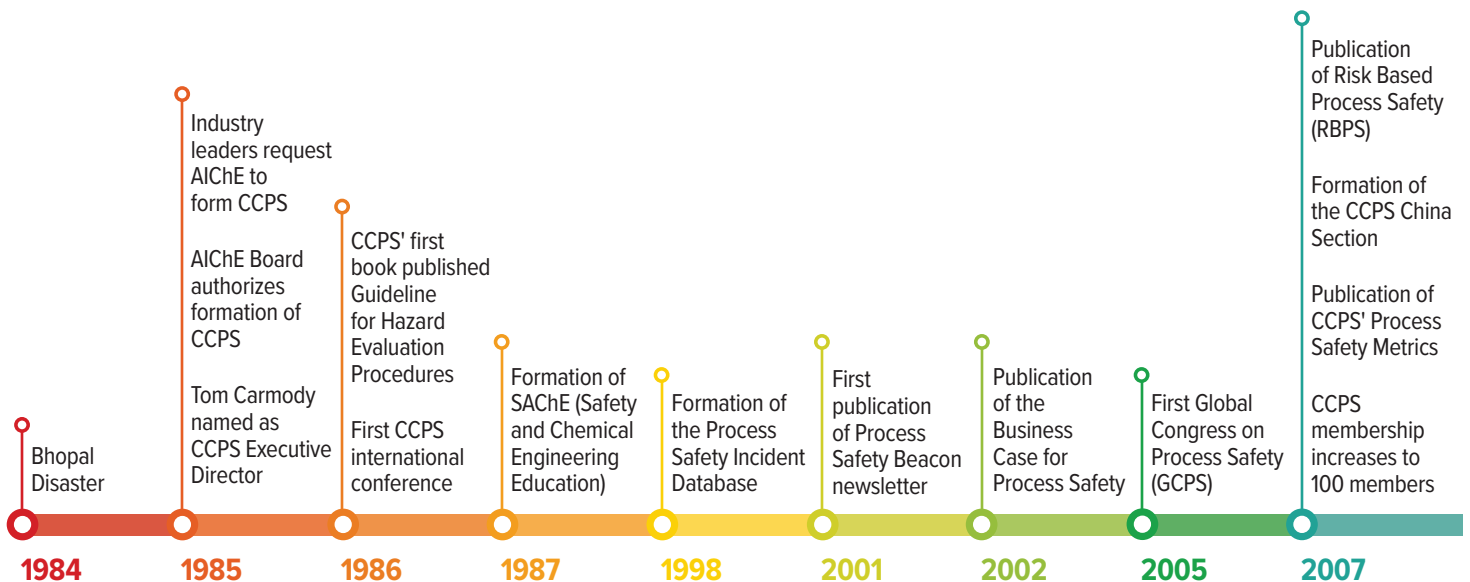 Bhopal
Disaster
1984
Industry
leaders request
AIChE to
form CCPS
AIChE Board
authorizes
formation of
CCPS
Tom Carmody
named as
CCPS Executive
Director
1985
CCPS' first
book published
Guideline
for Hazard
Evaluation
Procedures
First CCPS
international
conference
1986
Formation of
SAChE (Safety
and Chemical
Engineering
Education)
1987
Formation of
the Process
Safety Incident
Database
1998
First
publication
of Process
Safety Beacon
newsletter
2001
Publication
of the
Business
Case for
Process Safety
2002
First Global
Congress on
Process Safety
(GCPS)
2005
Publication
of Risk Based
Process Safety
(RBPS)
Formation of
the CCPS China
Section
Publication of
CCPS' Process
Safety Metrics
CCPS
membership
increases to
100 members
2007